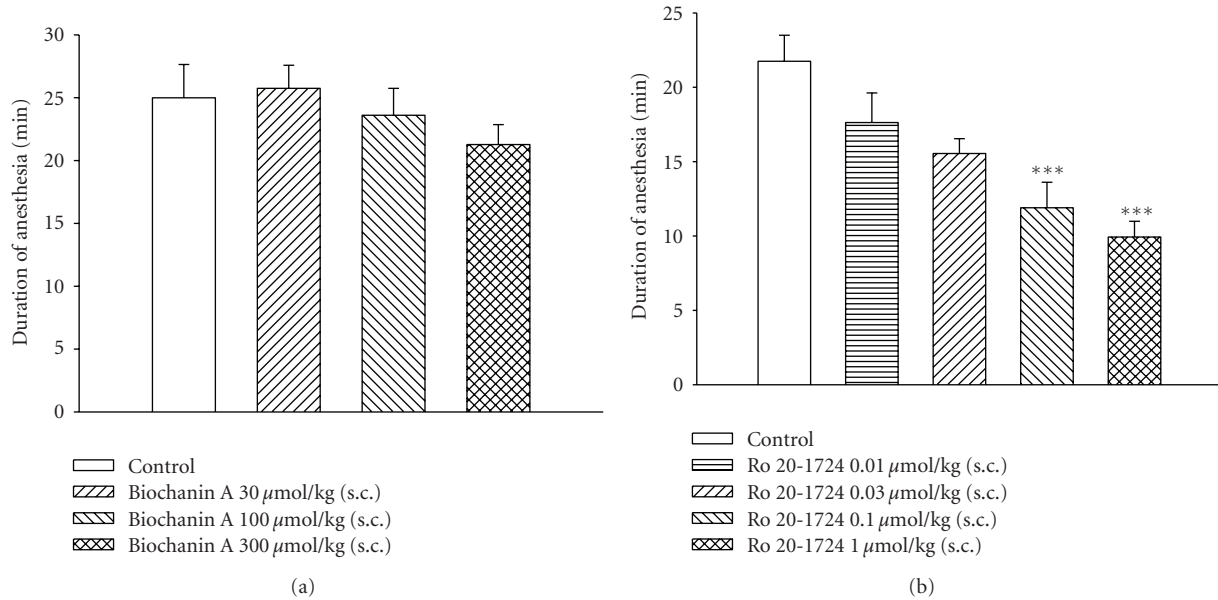 Duration of anesthesia (min)
30
25
20
15
10
5
0
Control
Biochanin A 30 μmol/kg (s.c.)
Biochanin A 100 μmol/kg (s.c.)
Biochanin A 300 μmol/kg (s.c.)
(a)
Duration of anesthesia (min)
25
20
15
10
5
0
***
***
Control
Ro 20-1724 0.01 μmol/kg (s.c.)
Ro 20-1724 0.03 μmol/kg (s.c.)
Ro 20-1724 0.1 μmol/kg (s.c.)
Ro 20-1724 1 μmol/kg (s.c.)
(b)